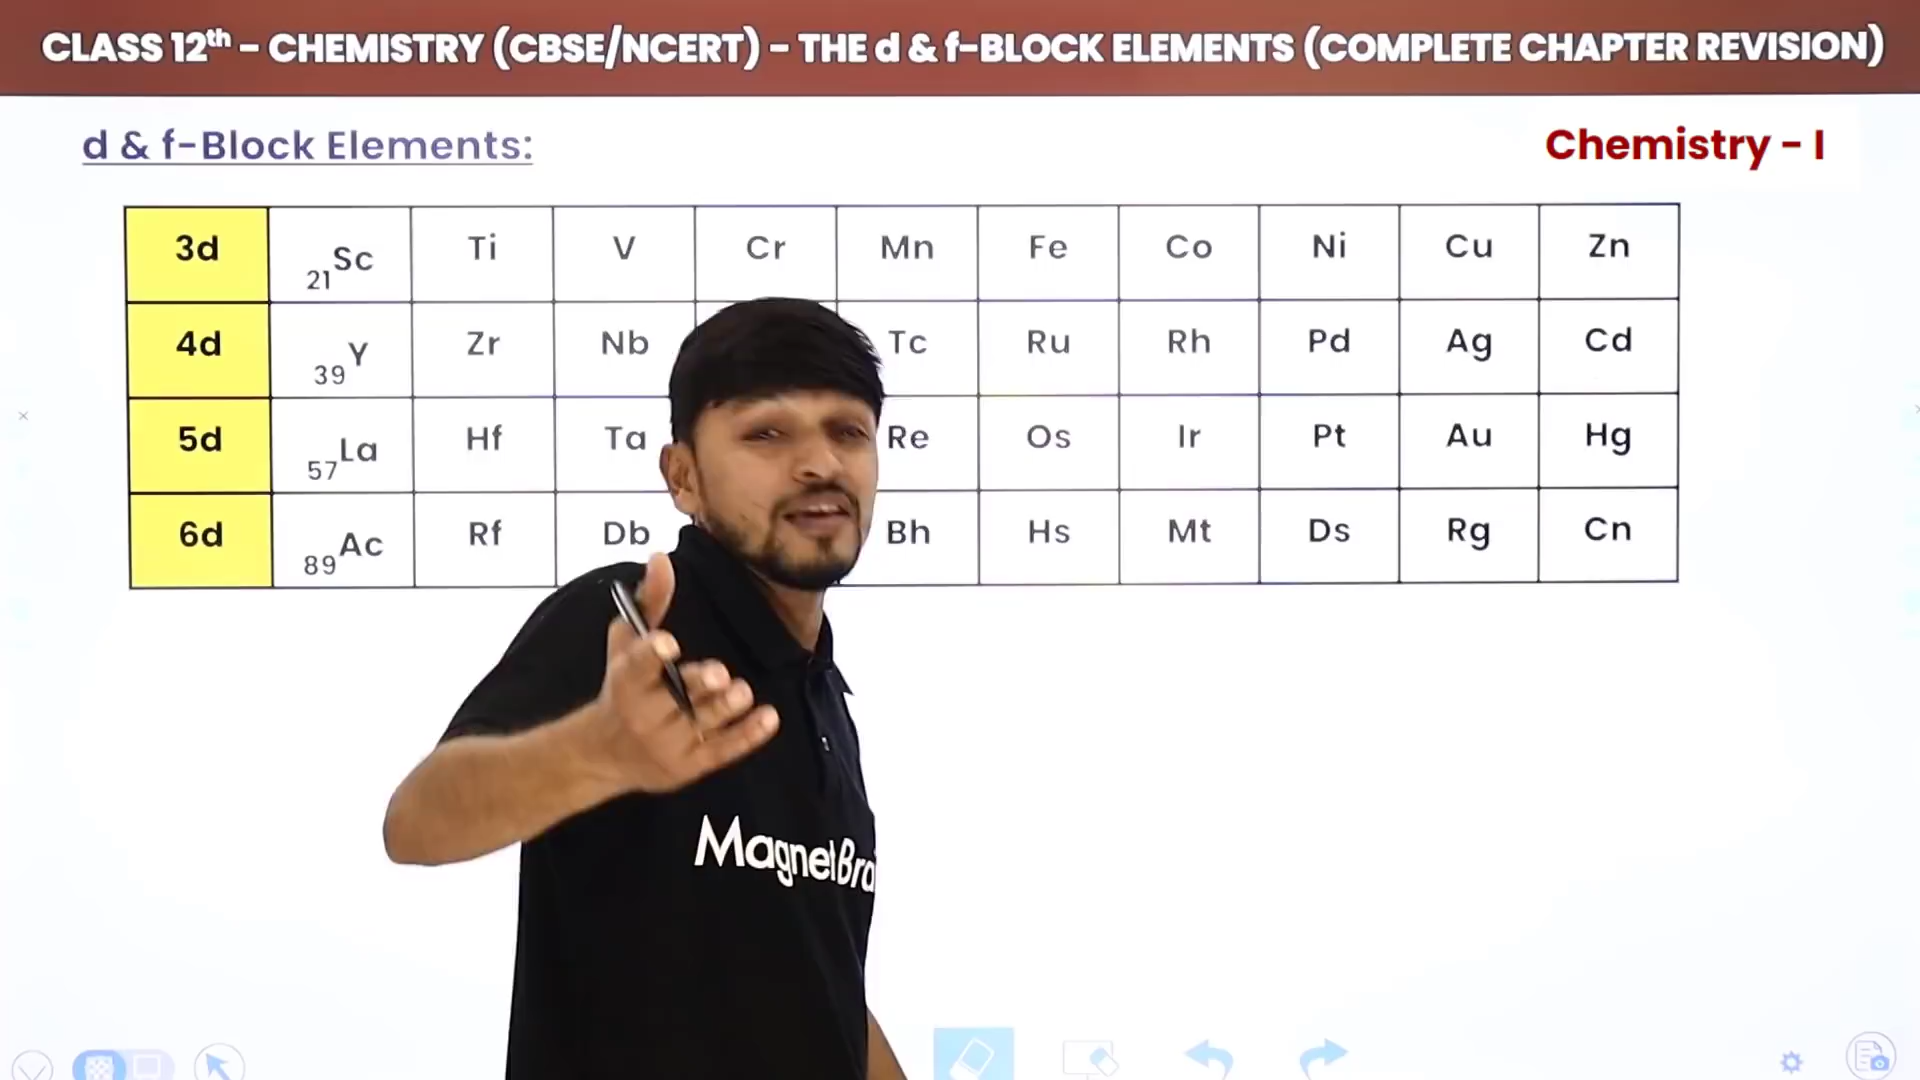 CLASS 12th - CHEMISTRY (CBSE/NCERT) - THE d & f-BLOCK ELEMENTS (COMPLETE CHAPTER REVISION)
d & f-Block Elements:
Chemistry - I
3d 21Sc Ti V Cr Mn Fe Co Ni Cu Zn
4d 39Y Zr Nb Tc Ru Rh Pd Ag Cd
5d 57La Hf Ta Re Os Ir Pt Au Hg
6d 89Ac Rf Db Bh Hs Mt Ds Rg Cn